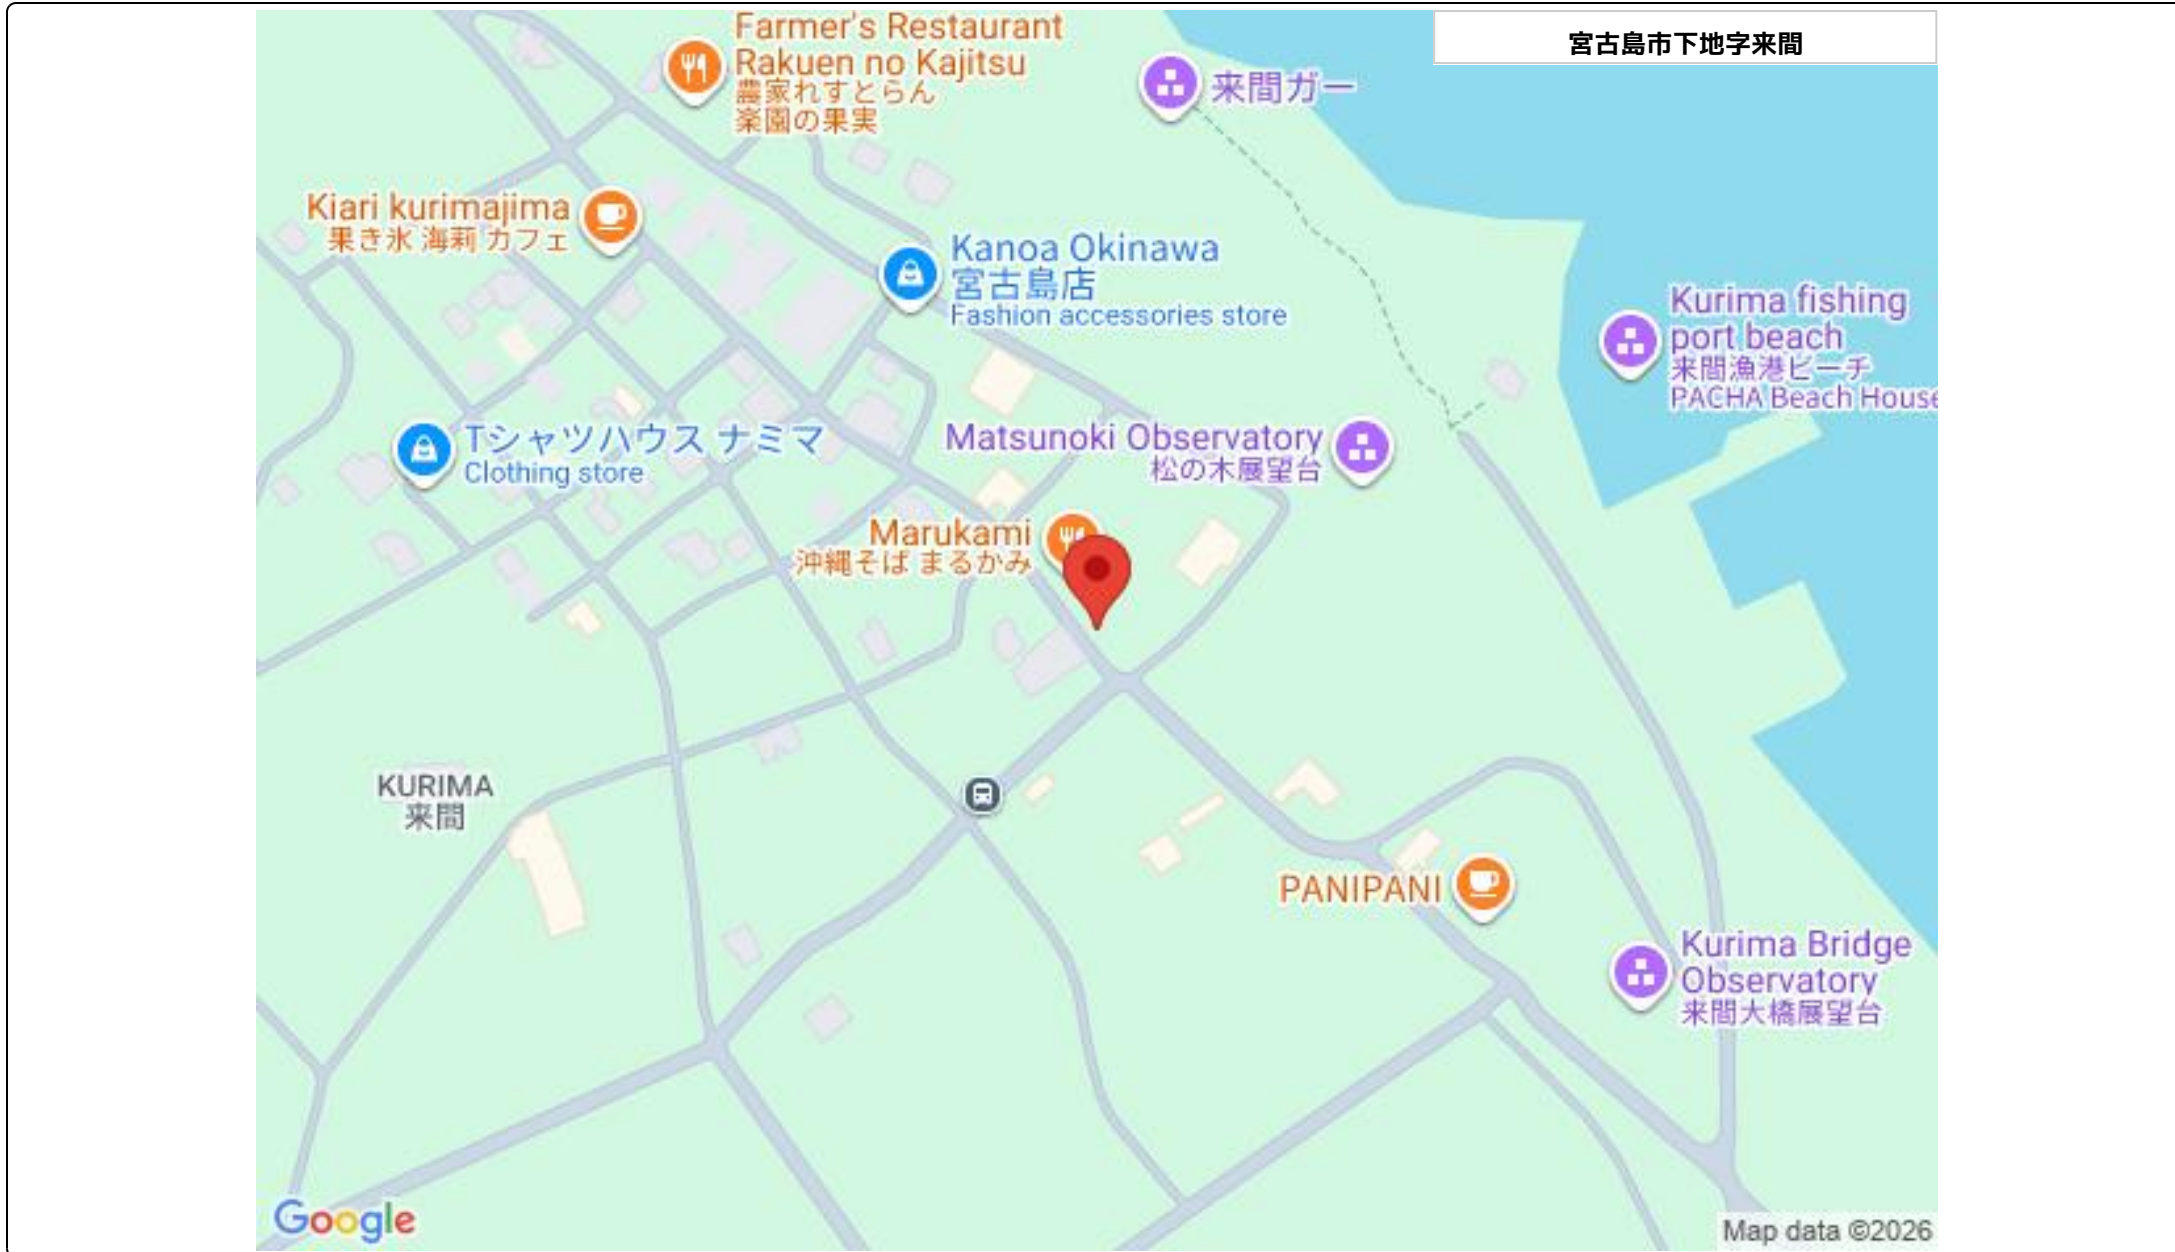 宮古島市下地字来間
Farmer's Restaurant
Rakuen no Kajitsu
農家れすとらん
楽園の果実
来間ガー
Kiari kurimajima
果き氷 海莉 カフェ
Kanoa Okinawa
宮古島店
Fashion accessories store
Kurima fishing
port beach
来間漁港ビーチ
PACHA Beach House
Tシャツハウス ナミマ
Clothing store
Matsunoki Observatory
松の木展望台
Marukami
沖縄そば まるかみ
KURIMA
来間
PANIPANI
Kurima Bridge
Observatory
来間大橋展望台
Google
Map data ©2026